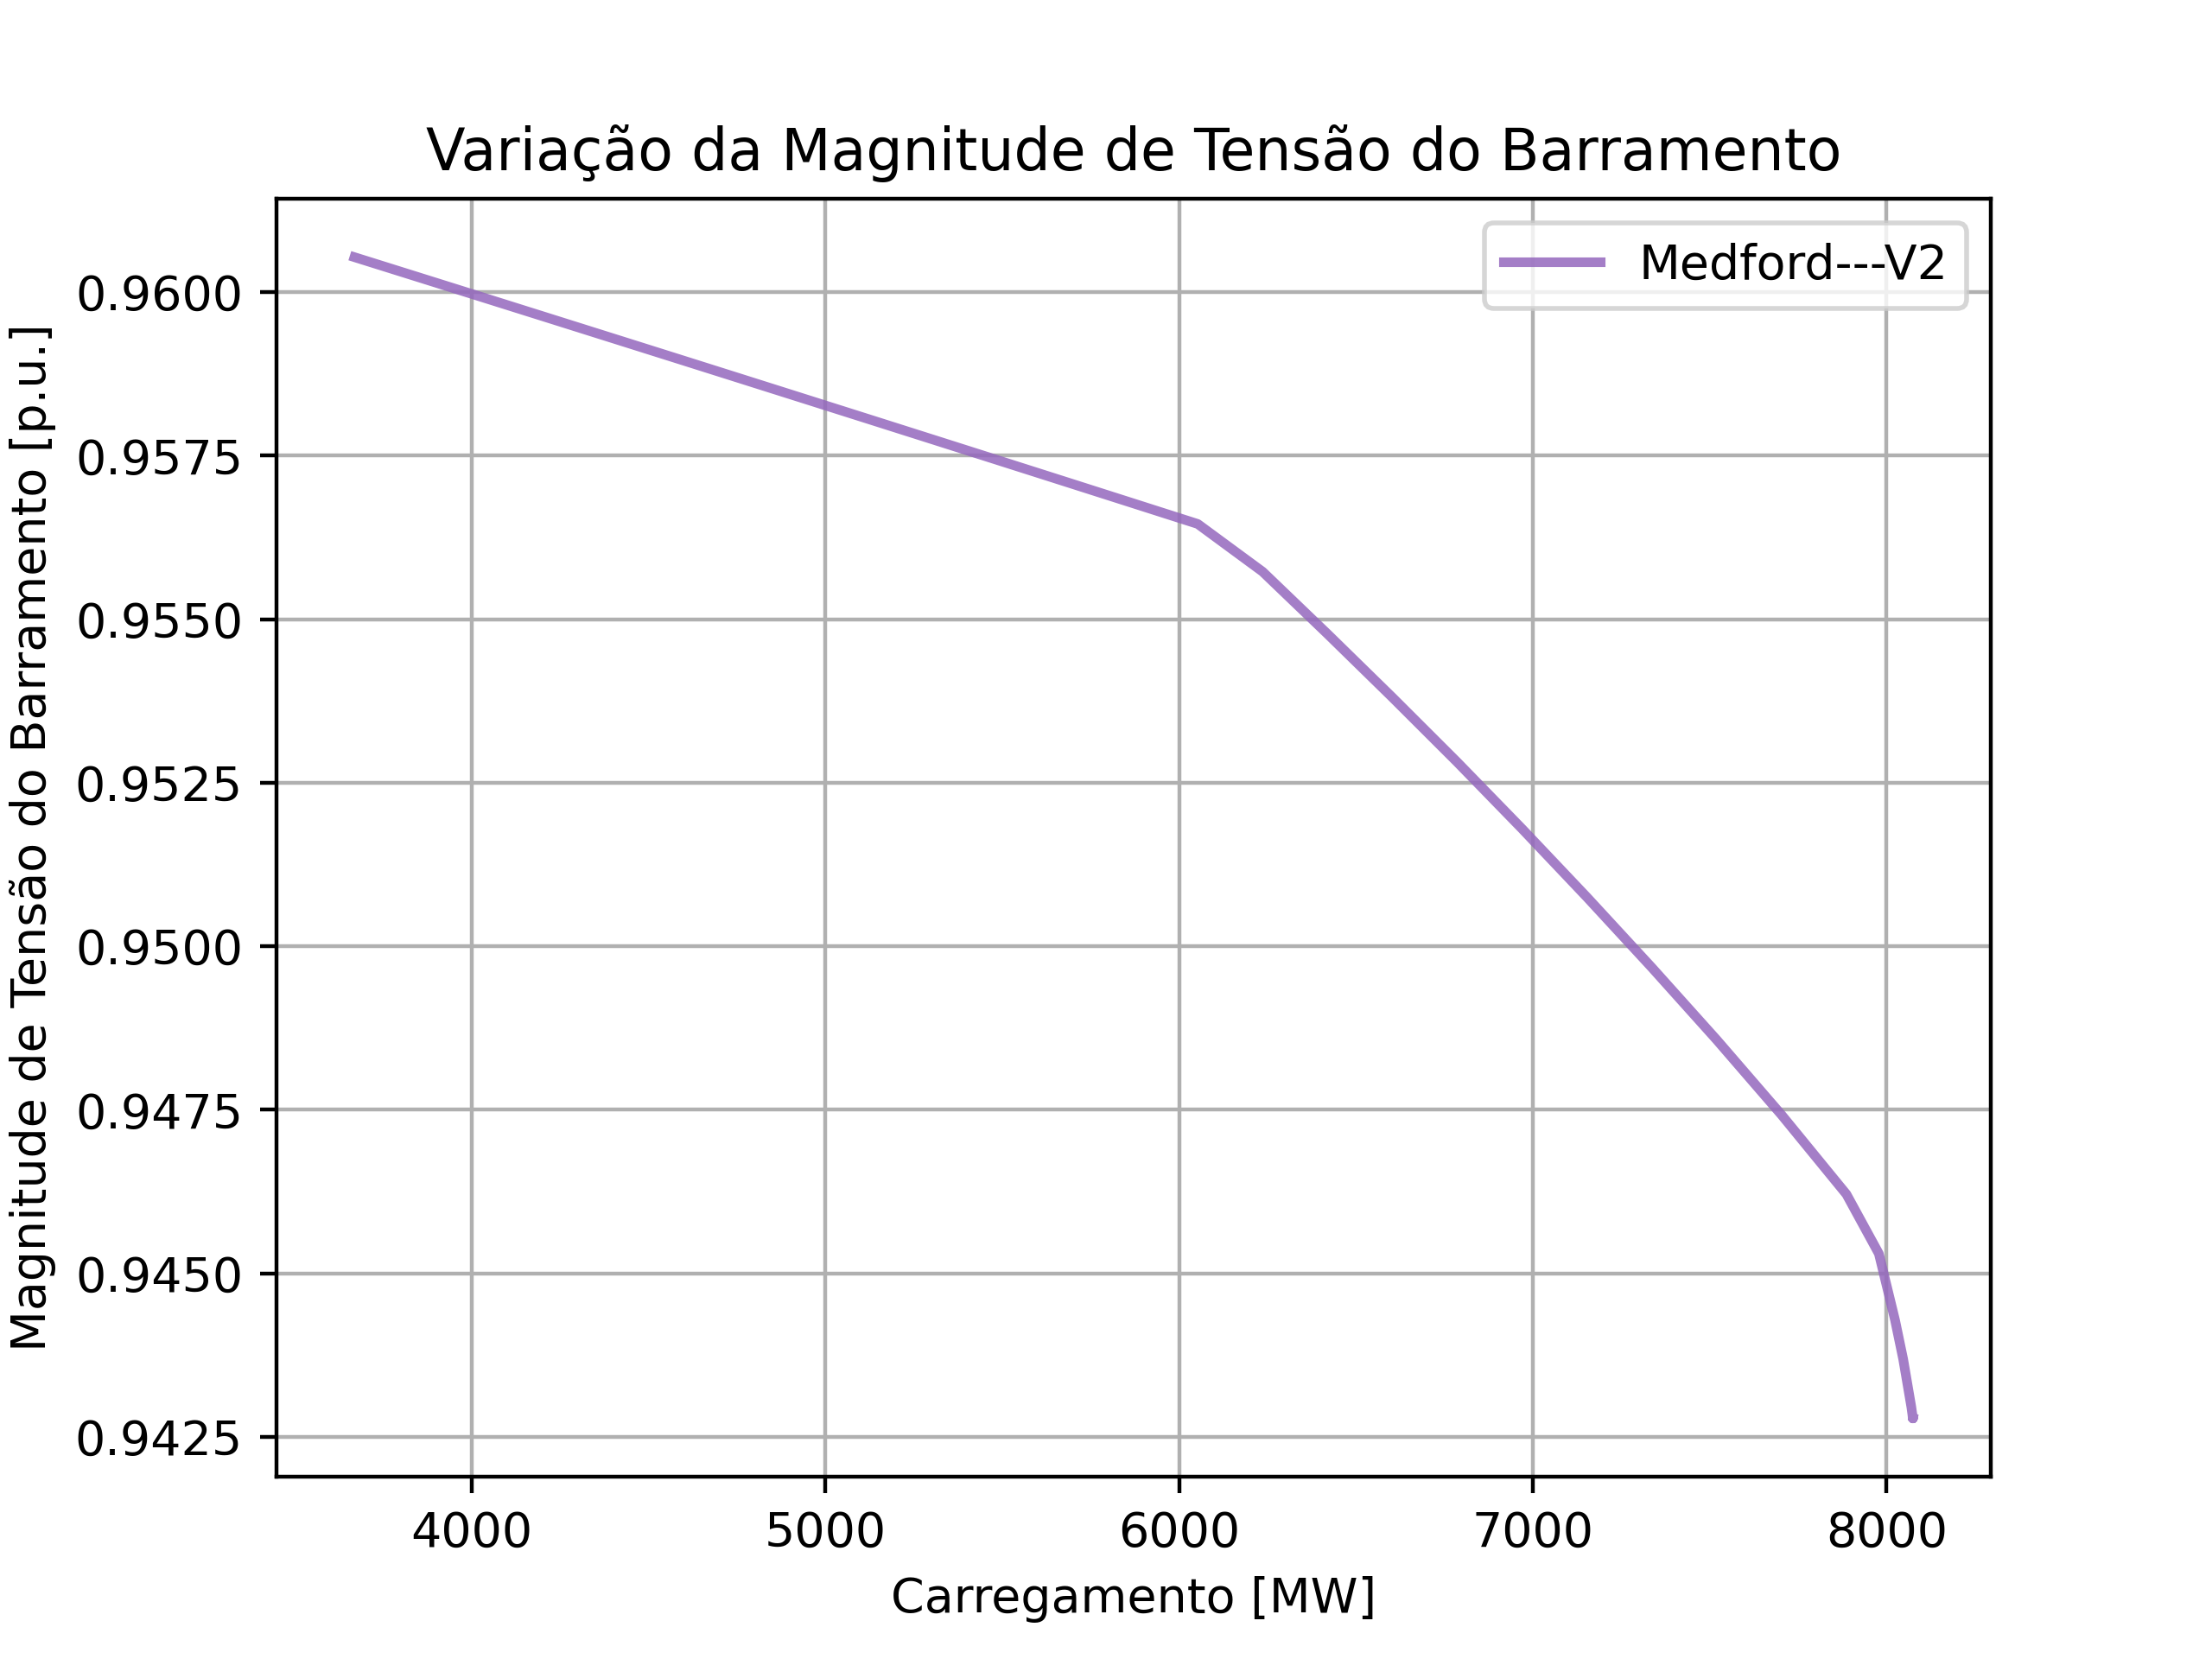 Variação da Magnitude de Tensão do Barramento
Medford---V2
Magnitude de Tensão do Barramento [p.u.]
0.9600
0.9575
0.9550
0.9525
0.9500
0.9475
0.9450
0.9425
4000 5000 6000 7000 8000
Carregamento [MW]